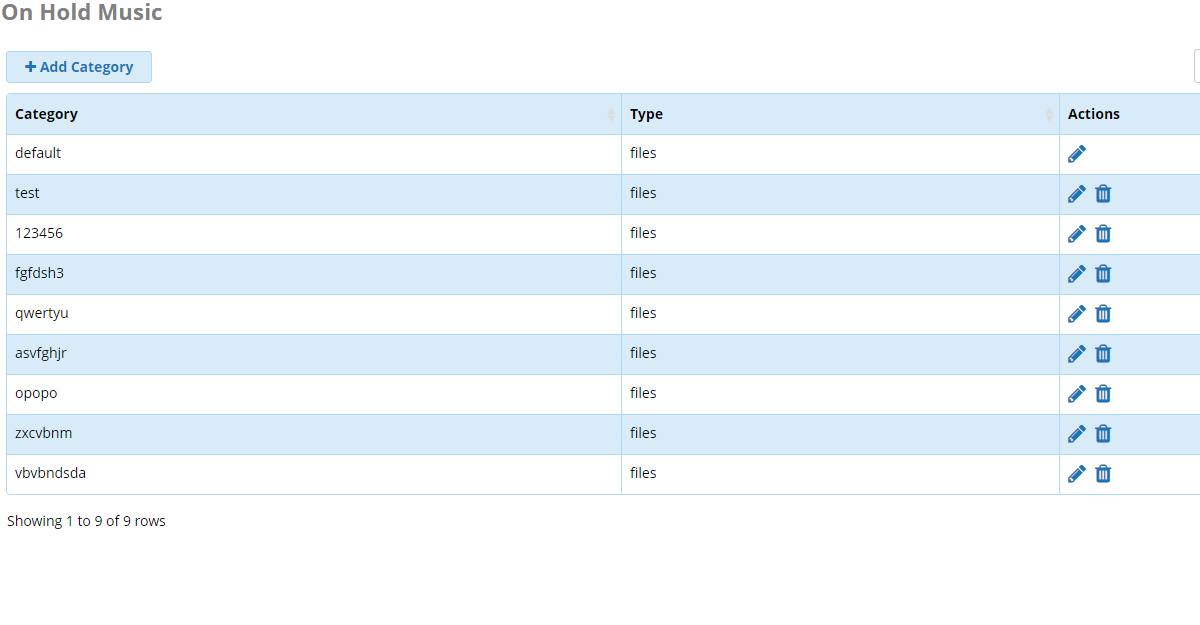 On Hold Music
Add Category
Category Type Actions
default files
test files
123456 files
fgfdsh3 files
qwertyu files
asvfghjr files
opopo files
zxcvbnm files
vbvbndsda files
Showing 1 to 9 of 9 rows